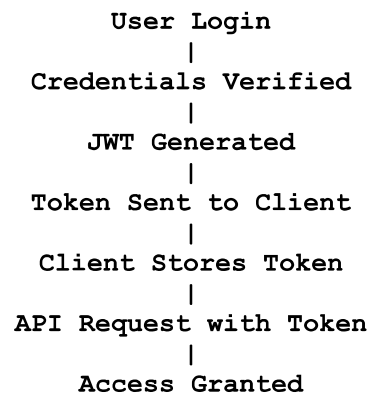 User Login
|
Credentials Verified
|
JWT Generated
|
Token Sent to Client
|
Client Stores Token
|
API Request with Token
|
Access Granted